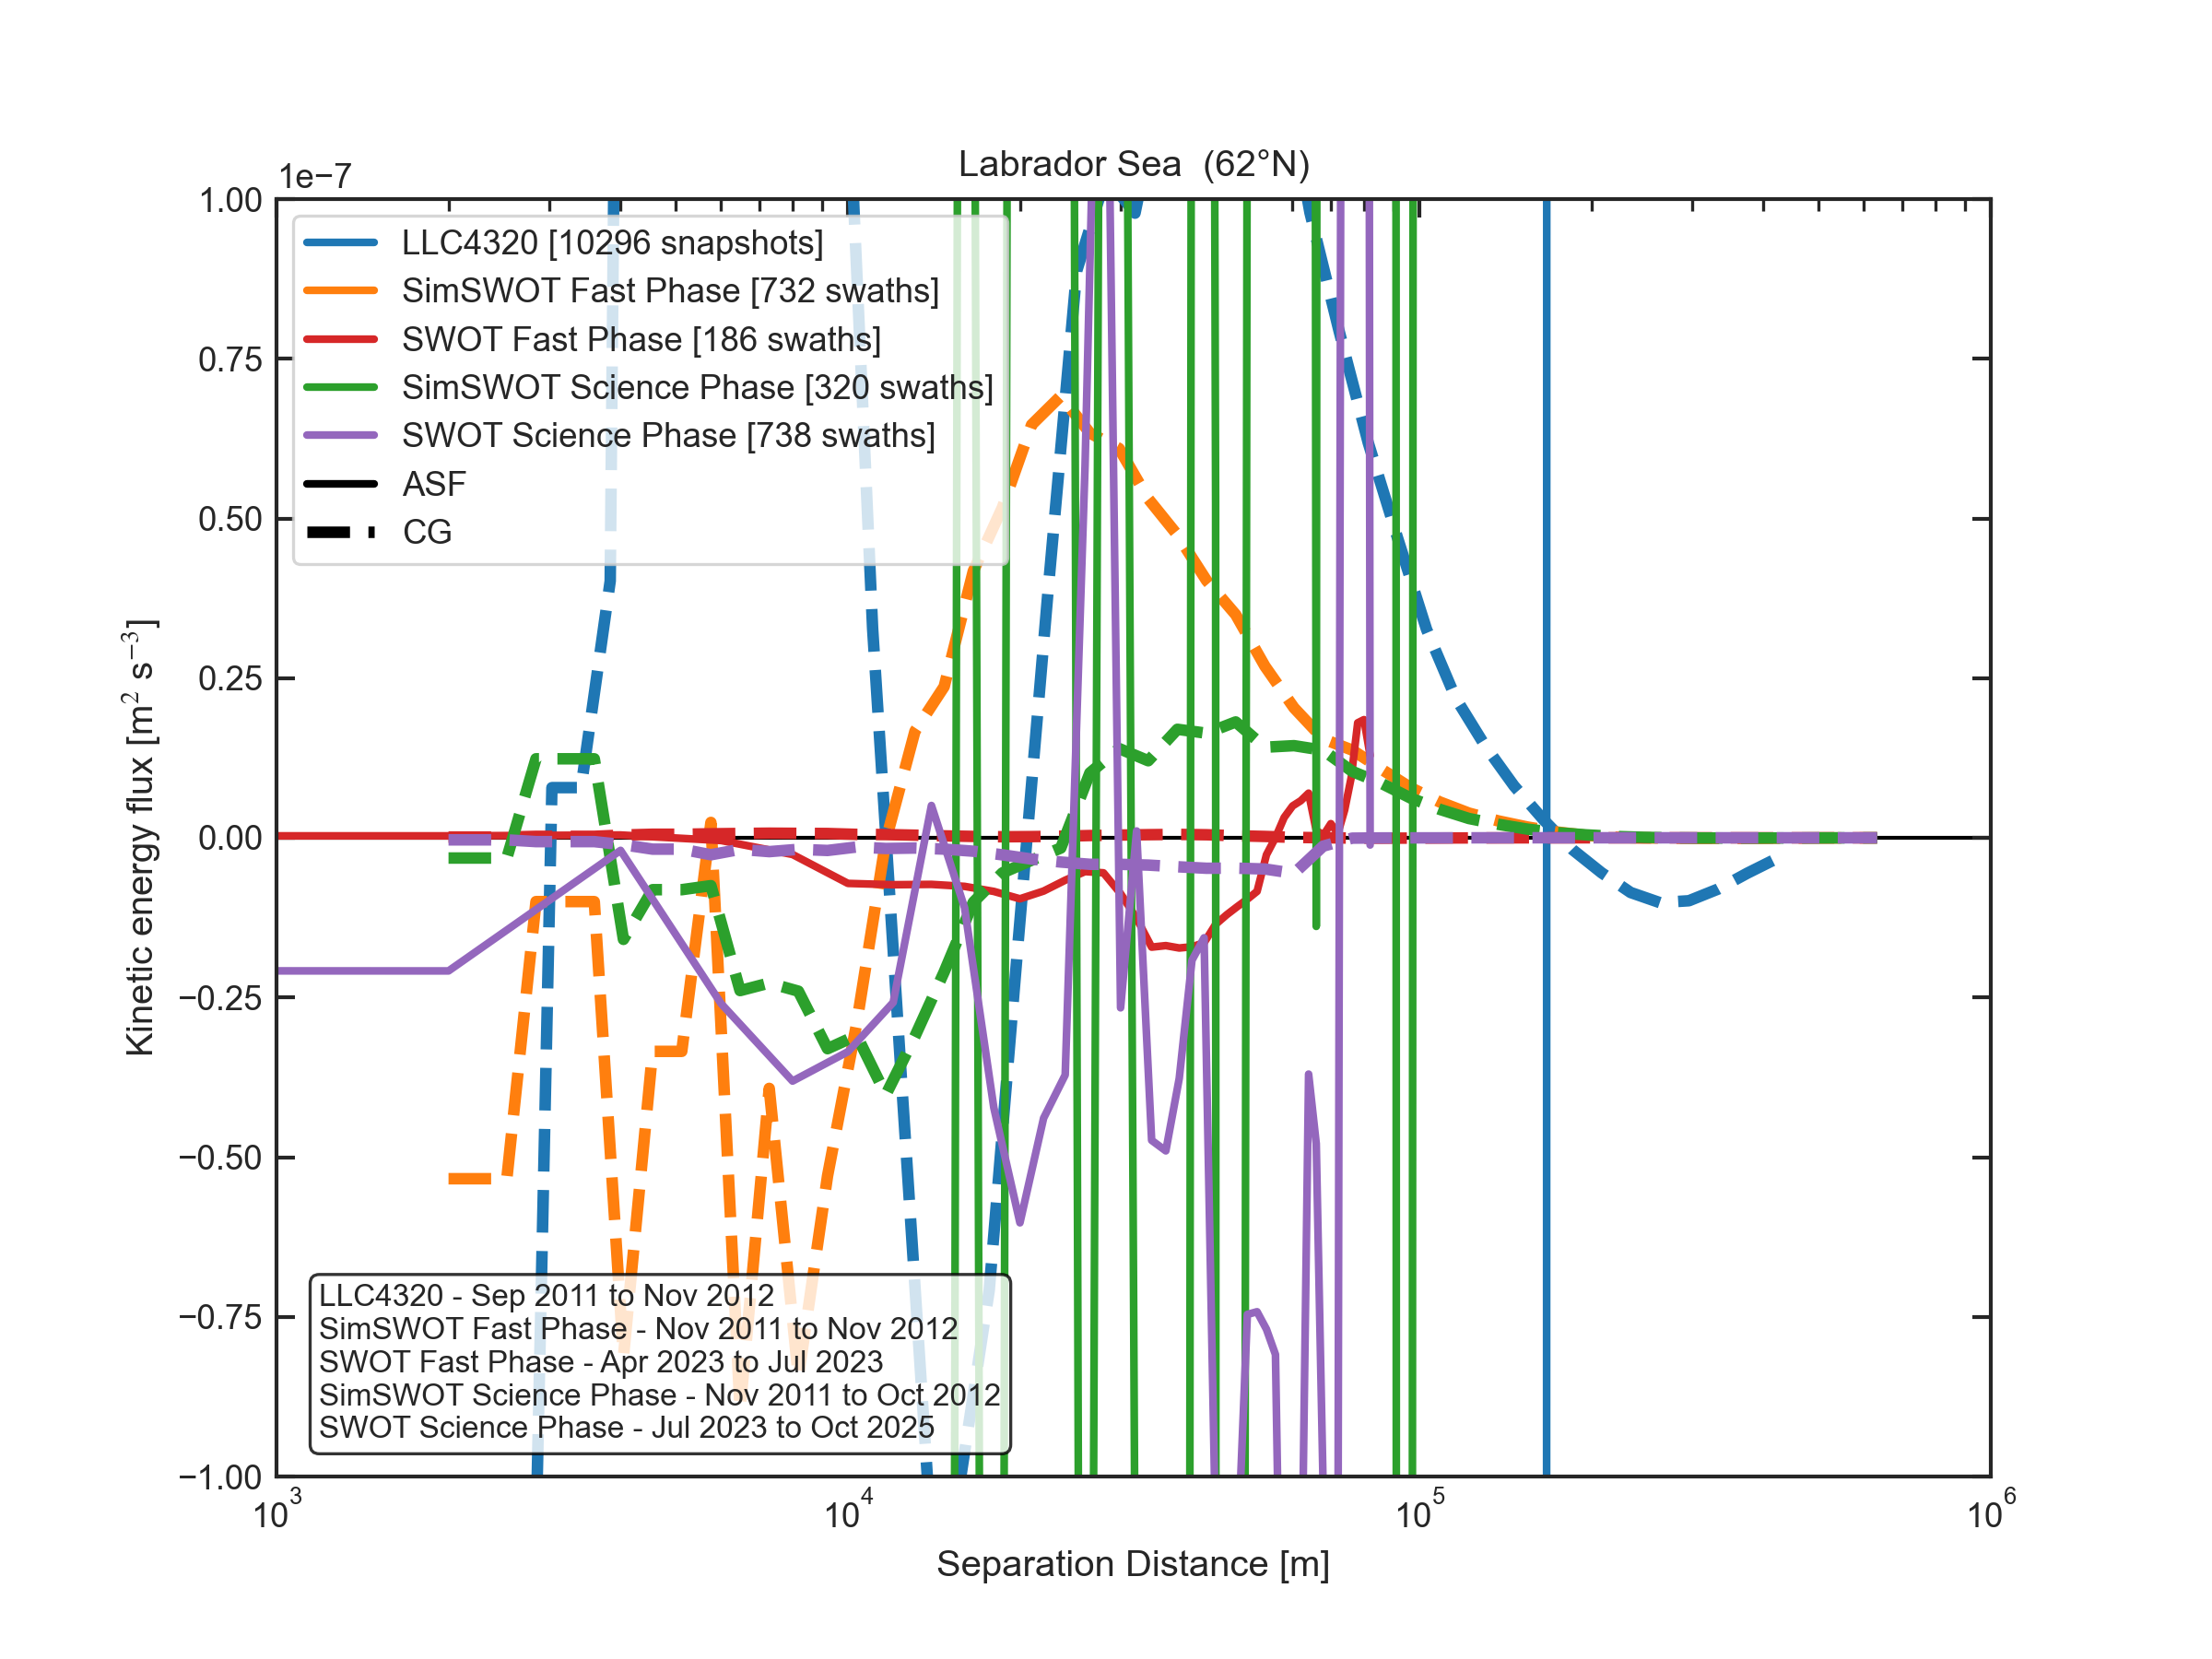 Labrador Sea (62°N)
1e−7
1.00
0.75
0.50
0.25
0.00
−0.25
−0.50
−0.75
−1.00
Kinetic energy flux [m² s⁻³]
LLC4320 [10296 snapshots]
SimSWOT Fast Phase [732 swaths]
SWOT Fast Phase [186 swaths]
SimSWOT Science Phase [320 swaths]
SWOT Science Phase [738 swaths]
ASF
CG
LLC4320 - Sep 2011 to Nov 2012
SimSWOT Fast Phase - Nov 2011 to Nov 2012
SWOT Fast Phase - Apr 2023 to Jul 2023
SimSWOT Science Phase - Nov 2011 to Oct 2012
SWOT Science Phase - Jul 2023 to Oct 2025
10³ 10⁴ 10⁵ 10⁶
Separation Distance [m]